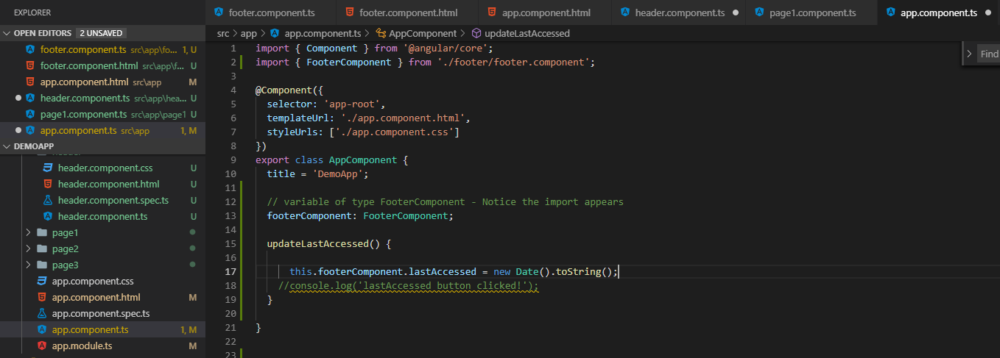 EXPLORER
footer.component.ts footer.component.html app.component.html header.component.ts page1.component.ts app.component.ts
OPEN EDITORS 2 UNSAVED
footer.component.ts src\app\fo... 1, U
footer.component.html src\app\f... U
app.component.html src\app M
header.component.ts src\app\hea... U
page1.component.ts src\app\page1 U
app.component.ts src\app 1, M
DEMOAPP
header.component.css U
header.component.html U
header.component.spec.ts U
header.component.ts U
page1
page2
page3
app.component.css
app.component.html M
app.component.spec.ts
app.component.ts 1, M
app.module.ts M
src > app > app.component.ts > AppComponent > updateLastAccessed
Find
1 import { Component } from '@angular/core';
2 import { FooterComponent } from './footer/footer.component';
3
4 @Component({
5 selector: 'app-root',
6 templateUrl: './app.component.html',
7 styleUrls: ['./app.component.css']
8 })
9 export class AppComponent {
10 title = 'DemoApp';
11
12 // variable of type FooterComponent - Notice the import appears
13 footerComponent: FooterComponent;
14
15 updateLastAccessed() {
16
17 this.footerComponent.lastAccessed = new Date().toString();
18 //console.log('lastAccessed button clicked!');
19 }
20
21 }
22
23